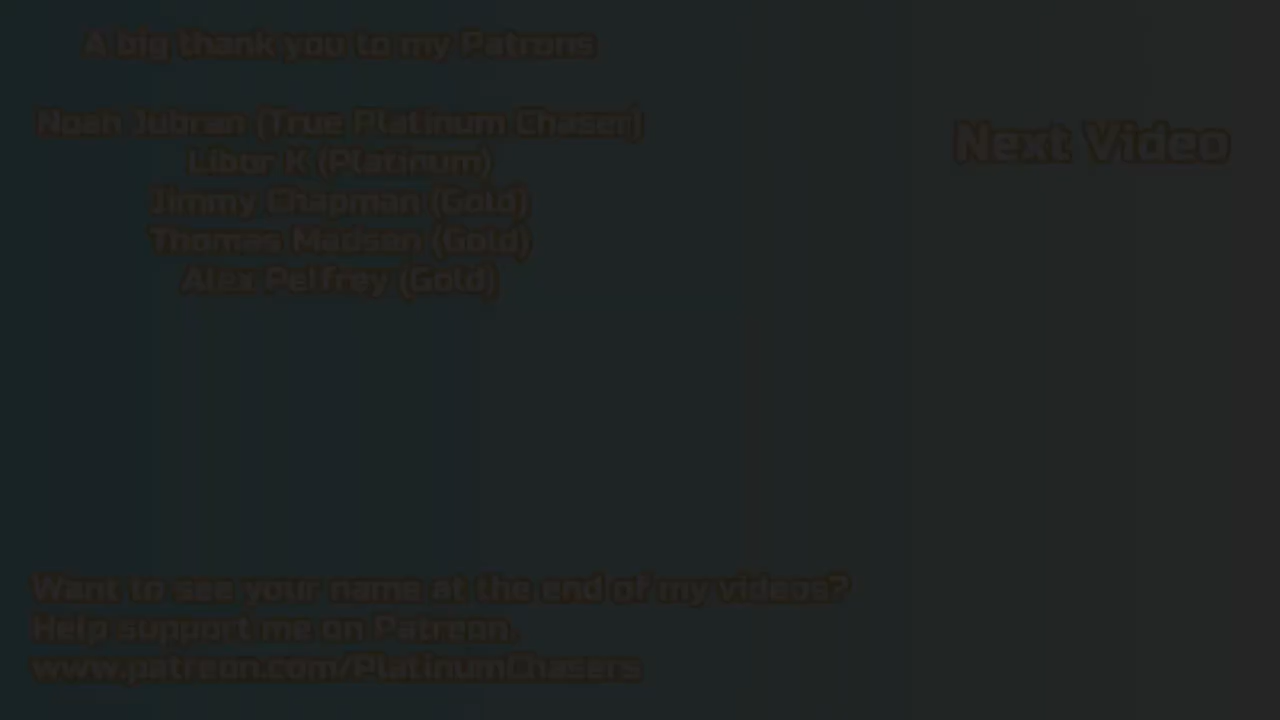 A big thank you to my Patrons
Noah Jubran (True Platinum Chaser)
Libor K (Platinum)
Jimmy Chapman (Gold)
Thomas Madsen (Gold)
Alex Pelfrey (Gold)
Next Video
Want to see your name at the end of my videos?
Help support me on Patreon.
www.patreon.com/PlatinumChasers